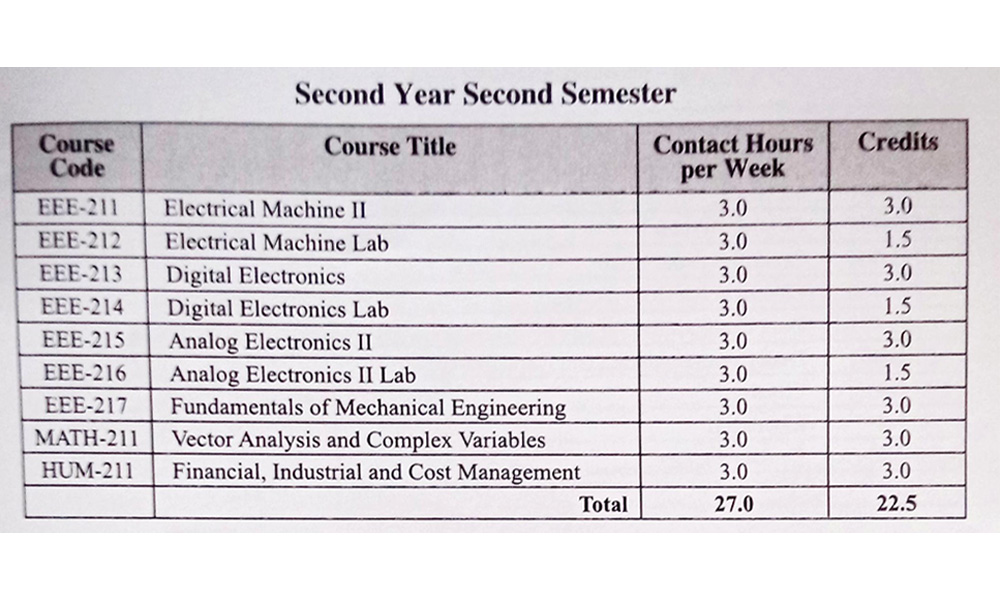 Second Year Second Semester
Course Code Course Title Contact Hours per Week Credits
EEE-211 Electrical Machine II 3.0 3.0
EEE-212 Electrical Machine Lab 3.0 1.5
EEE-213 Digital Electronics 3.0 3.0
EEE-214 Digital Electronics Lab 3.0 1.5
EEE-215 Analog Electronics II 3.0 3.0
EEE-216 Analog Electronics II Lab 3.0 1.5
EEE-217 Fundamentals of Mechanical Engineering 3.0 3.0
MATH-211 Vector Analysis and Complex Variables 3.0 3.0
HUM-211 Financial, Industrial and Cost Management 3.0 3.0
Total 27.0 22.5